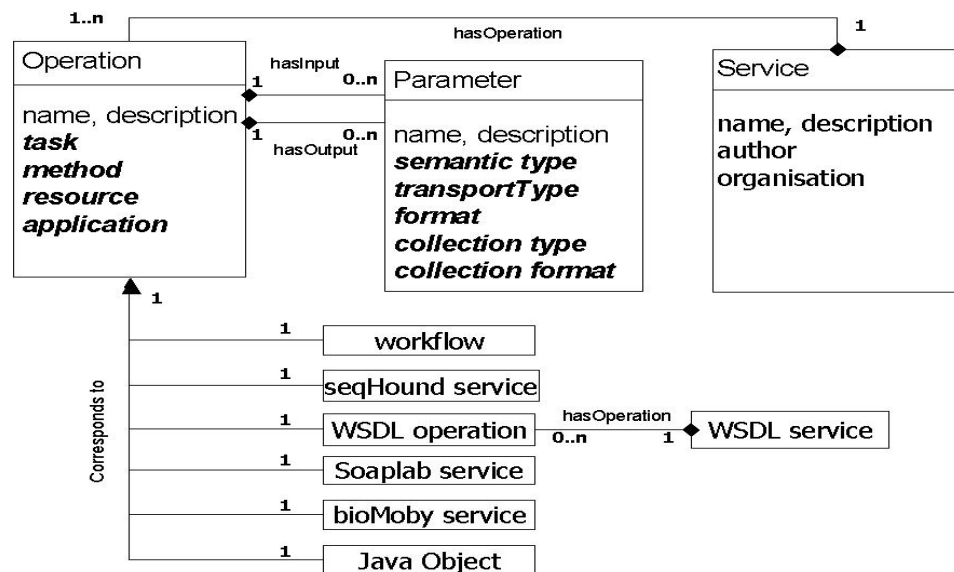 1..n
hasOperation
1
Operation
name, description
task
method
resource
application
1
hasInput
0..n
1
hasOutput
0..n
Parameter
name, description
semantic type
transportType
format
collection type
collection format
Service
name, description
author
organisation
1
Corresponds to
1
workflow
1
seqHound service
1
WSDL operation
0..n
hasOperation
1
WSDL service
1
Soaplab service
1
bioMoby service
1
Java Object